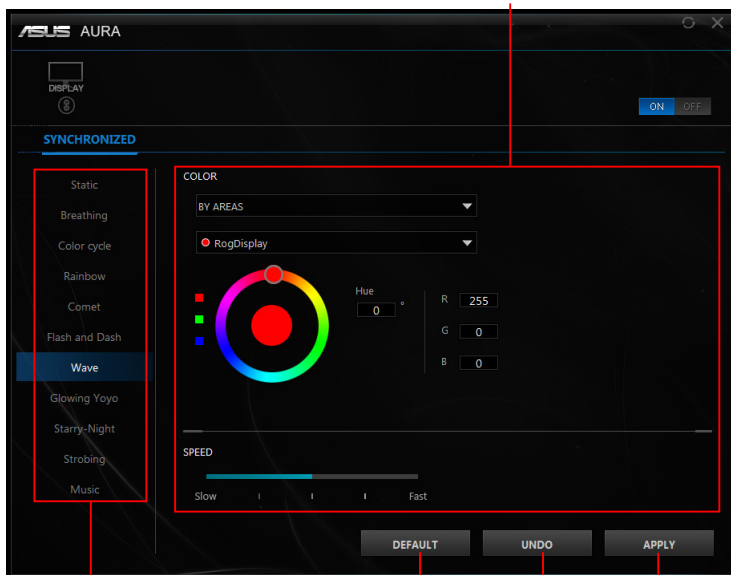 ASUS AURA
DISPLAY
ON OFF
SYNCHRONIZED
Static
Breathing
Color cycle
Rainbow
Comet
Flash and Dash
Wave
Glowing Yoyo
Starry-Night
Strobing
Music
COLOR
BY AREAS
RogDisplay
Hue
0 °
R 255
G 0
B 0
SPEED
Slow Fast
DEFAULT UNDO APPLY